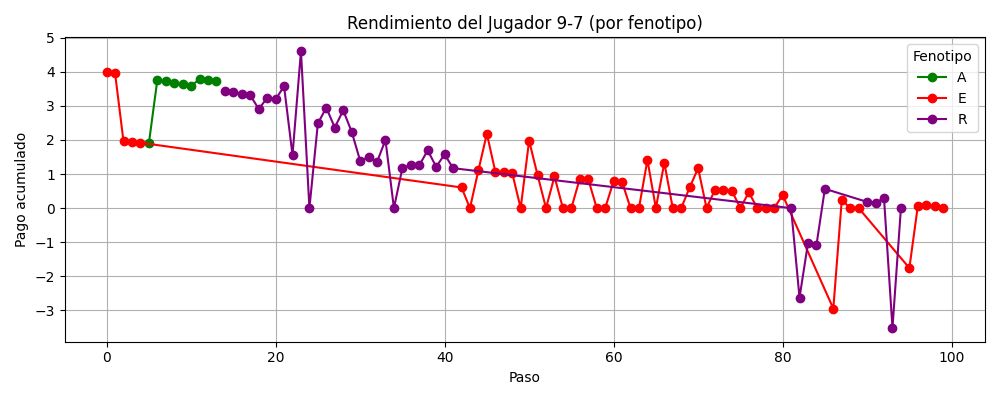 Rendimiento del Jugador 9-7 (por fenotipo)
Pago acumulado
5
4
3
2
1
0
−1
−2
−3
0
20
40
60
80
100
Paso
Fenotipo
A
E
R